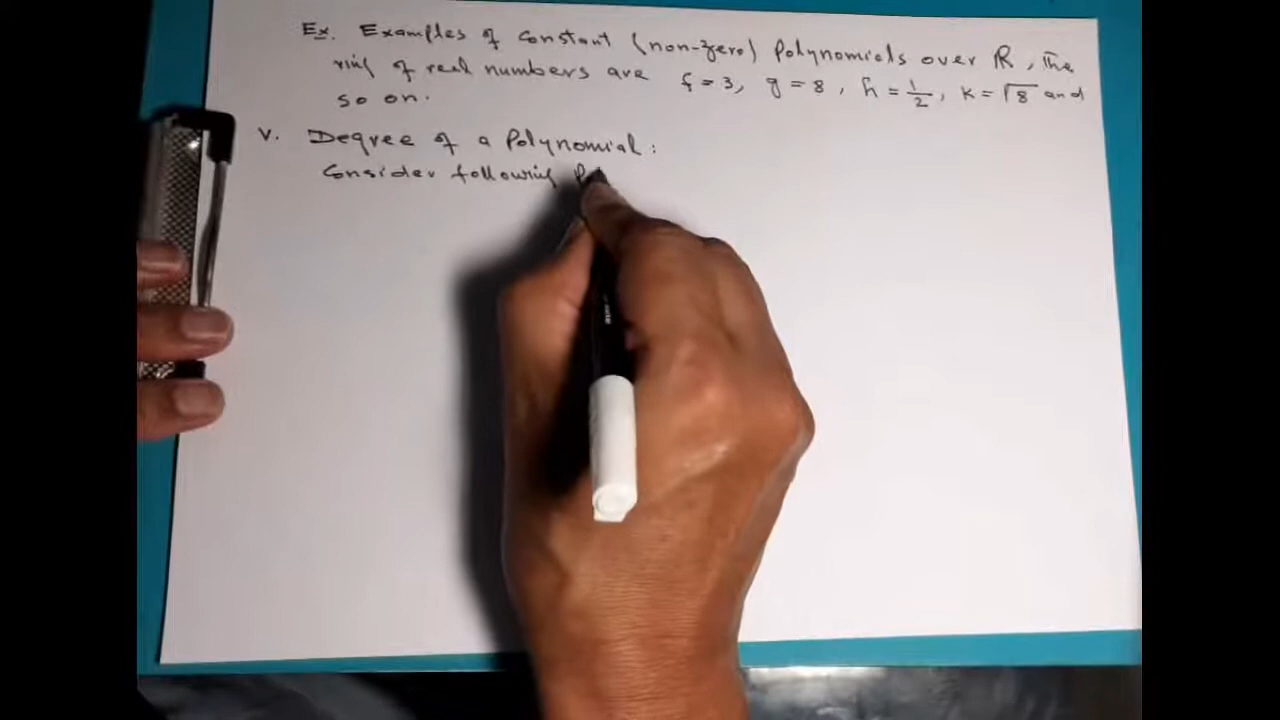 Ex. Examples of Constant (non-zero) Polynomials over R, the
ring of real numbers are f = 3, g = 8, h = 1/2, k = √8 and
so on.
V. Degree of a Polynomial:
Consider following